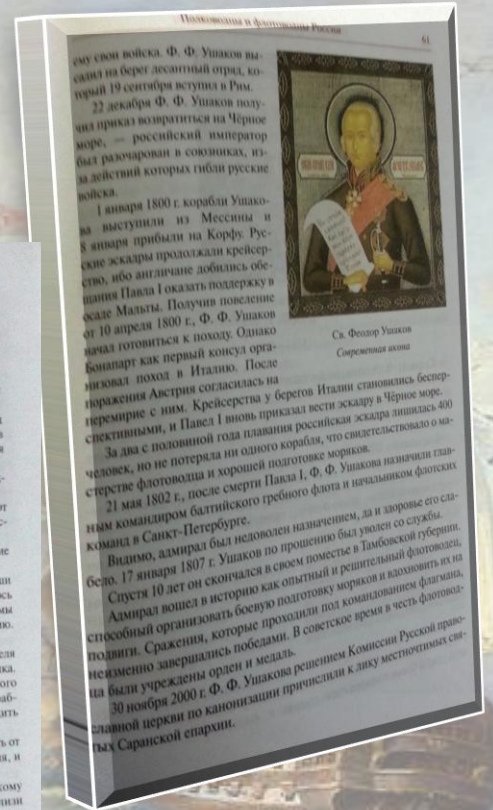 Полководцы и флотоводцы России
61
ему свои войска. Ф. Ф. Ушаков вы-
садил на берег десантный отряд, ко-
торый 19 сентября вступил в Рим.
22 декабря Ф. Ф. Ушаков полу-
чил приказ возвратиться на Чёрное
море, — российский император
был разочарован в союзниках, из-
за действий которых гибли русские
войска.
1 января 1800 г. корабли Ушако-
ва выступили из Мессины и
8 января прибыли на Корфу. Рус-
ские эскадры продолжали крейсер-
ство, ибо англичане добились обе-
щания Павла I оказать поддержку в
осаде Мальты. Получив повеление
от 10 апреля 1800 г., Ф. Ф. Ушаков
начал готовиться к походу. Однако
Бонапарт как первый консул орга-
низовал поход в Италию. После
поражения Австрия согласилась на
перемирие с ним. Крейсерства у берегов Италии становились беспер-
спективными, и Павел I вновь приказал вести эскадру в Чёрное море.
За два с половиной года плавания российская эскадра лишилась 400
человек, но не потеряла ни одного корабля, что свидетельствовало о ма-
стерстве флотоводца и хорошей подготовке моряков.
21 мая 1802 г., после смерти Павла I, Ф. Ф. Ушакова назначили глав-
ным командиром балтийского гребного флота и начальником флотских
команд в Санкт-Петербурге.
Видимо, адмирал был недоволен назначением, да и здоровье его сла-
бело. 17 января 1807 г. Ушаков по прошению был уволен со службы.
Спустя 10 лет он скончался в своем поместье в Тамбовской губернии.
Адмирал вошел в историю как опытный и решительный флотоводец,
способный организовать боевую подготовку моряков и вдохновить их на
подвиги. Сражения, которые проходили под командованием флагмана,
неизменно завершались победами. В советское время в честь флотовод-
ца были учреждены орден и медаль.
30 ноября 2000 г. Ф. Ф. Ушакова решением Комиссии Русской право-
славной церкви по канонизации причислили к лику местночтимых свя-
тых Саранской епархии.
Св. Феодор Ушаков
Современная икона